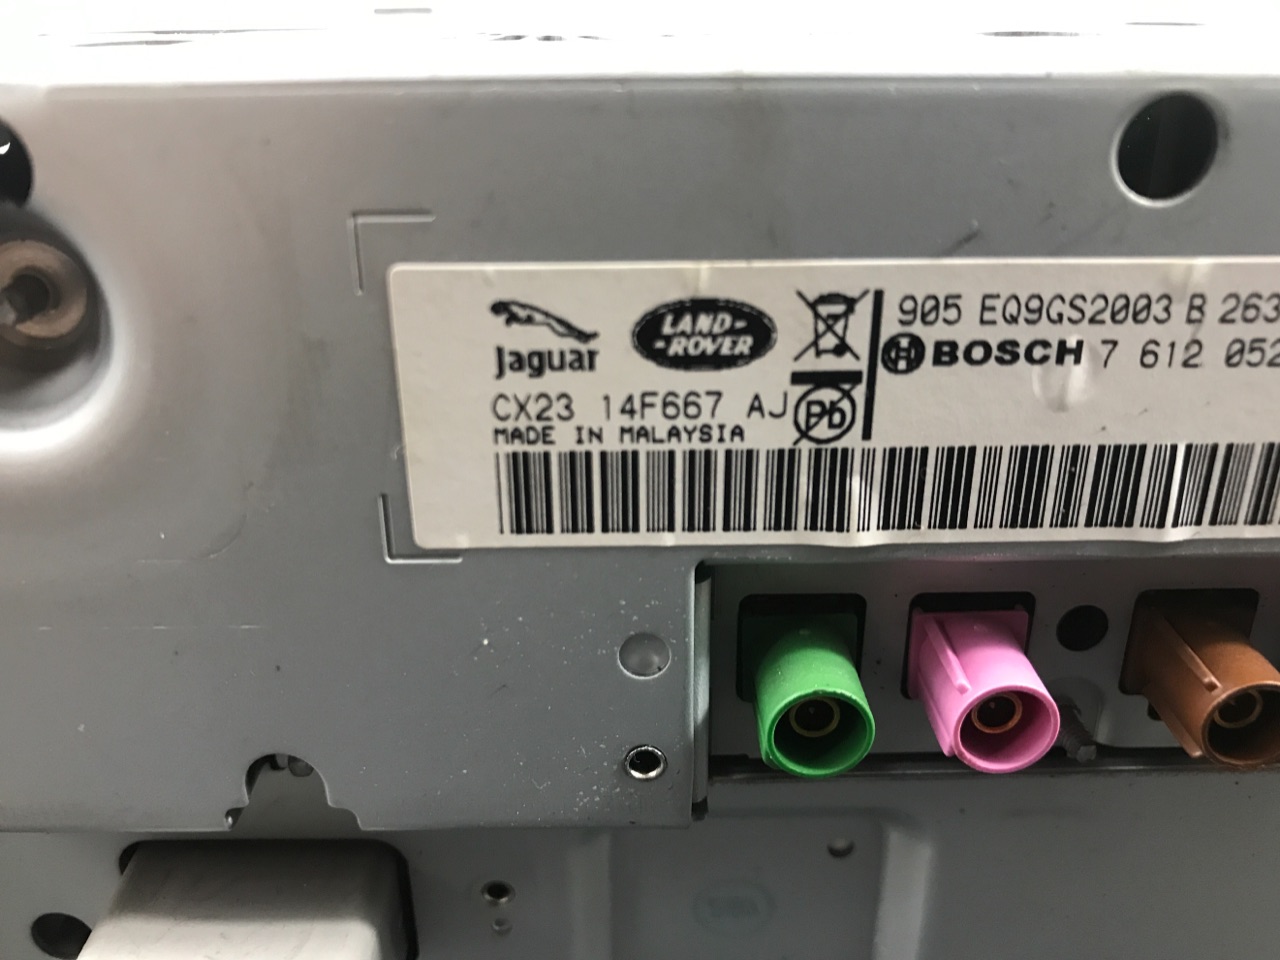 Jaguar
LAND-
-ROVER
905 EQ9GS2003 B 263
BOSCH 7 612 052
CX23 14F667 AJ
Pb
MADE IN MALAYSIA